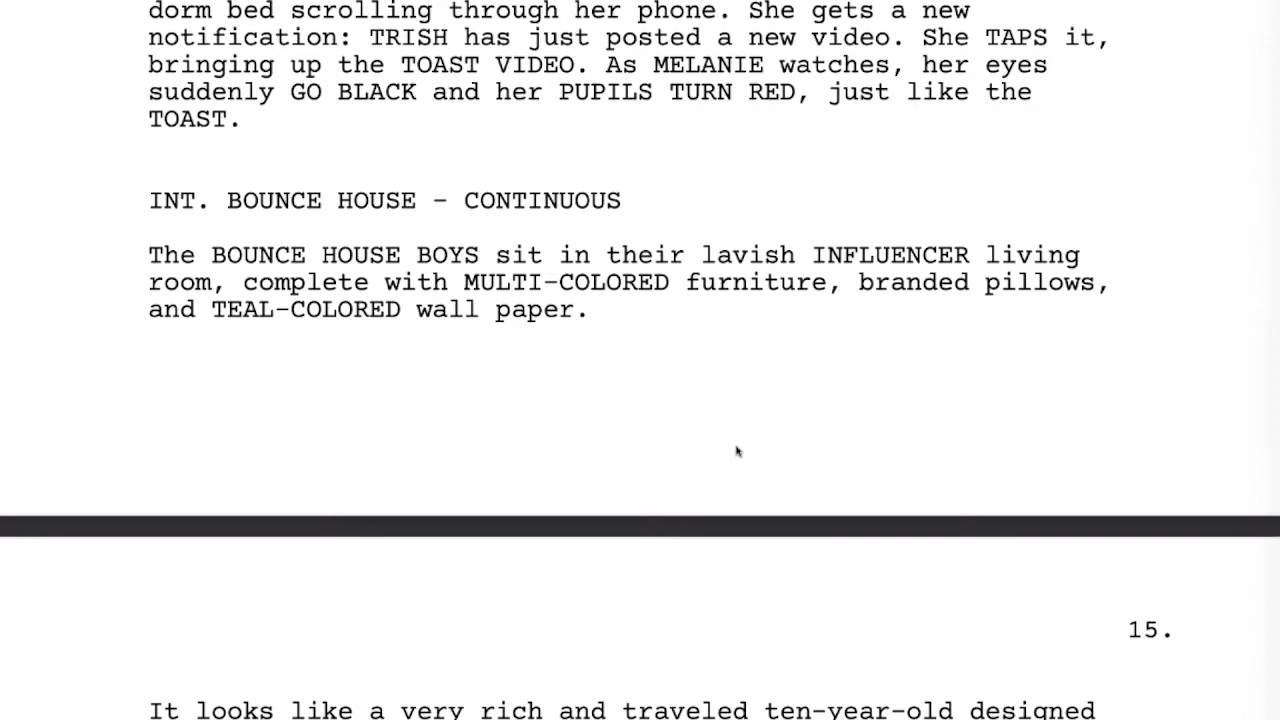 dorm bed scrolling through her phone. She gets a new
notification: TRISH has just posted a new video. She TAPS it,
bringing up the TOAST VIDEO. As MELANIE watches, her eyes
suddenly GO BLACK and her PUPILS TURN RED, just like the
TOAST.
INT. BOUNCE HOUSE - CONTINUOUS
The BOUNCE HOUSE BOYS sit in their lavish INFLUENCER living
room, complete with MULTI-COLORED furniture, branded pillows,
and TEAL-COLORED wall paper.
15.
It looks like a very rich and traveled ten-year-old designed